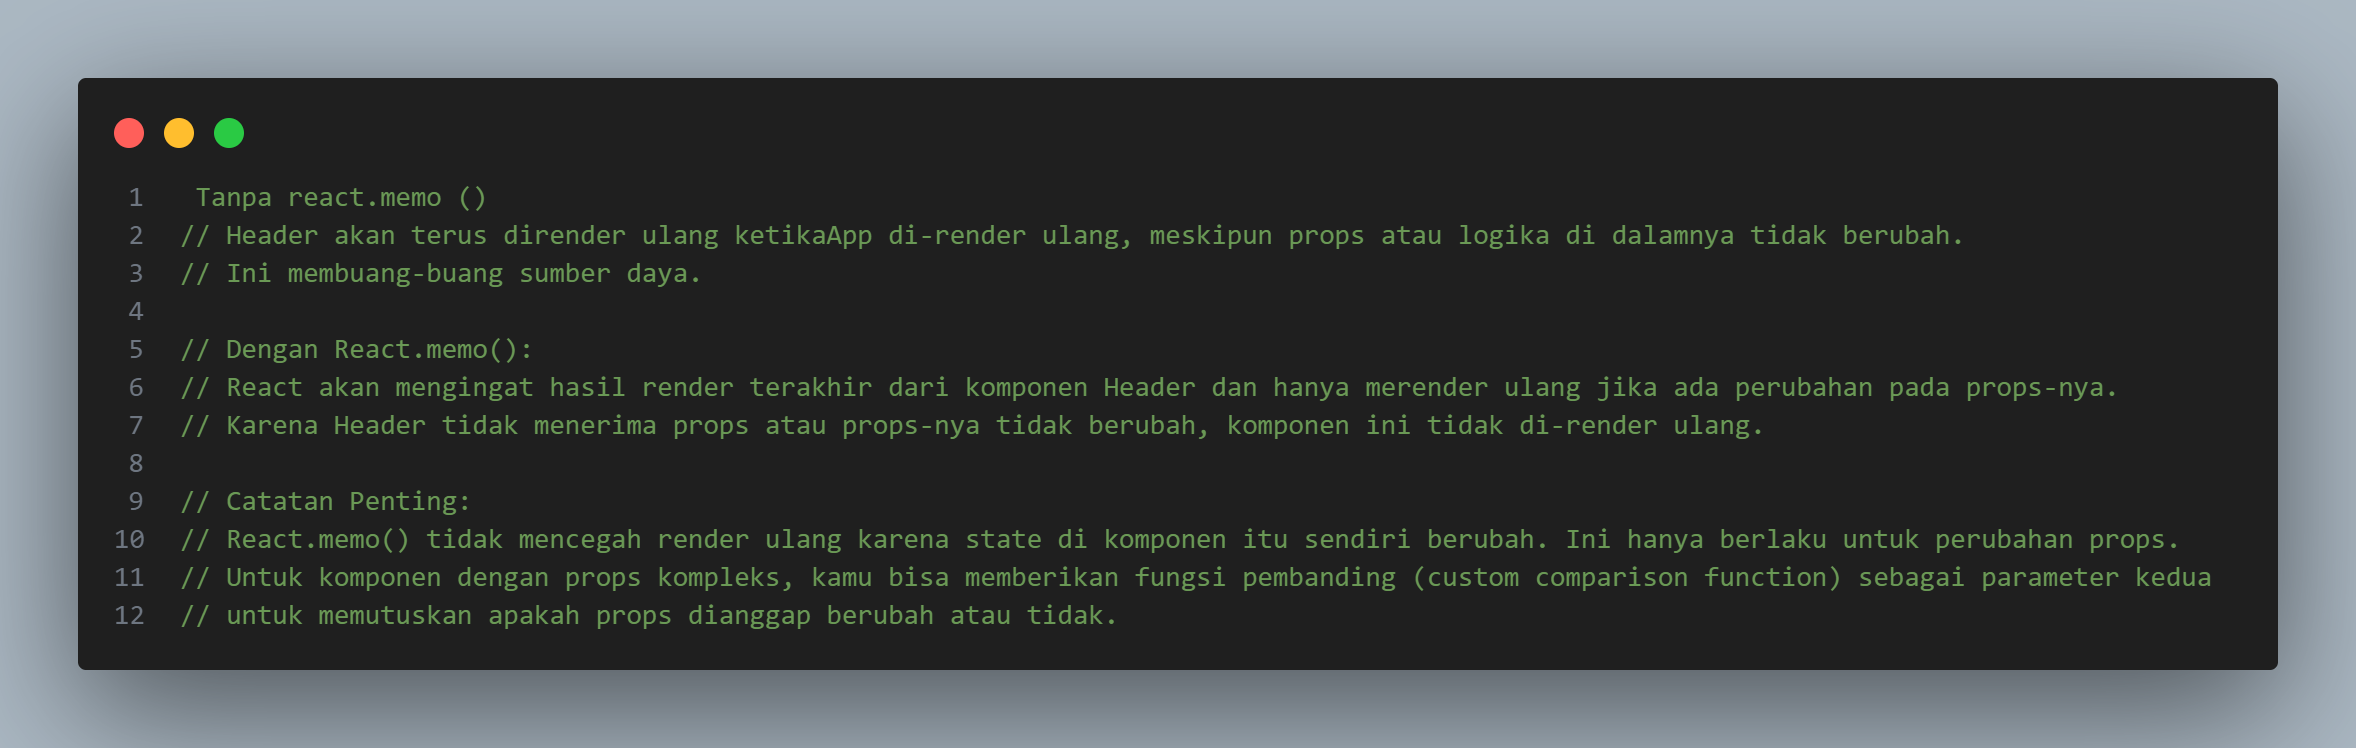 1 Tanpa react.memo ()
2 // Header akan terus dirender ulang ketikaApp di-render ulang, meskipun props atau logika di dalamnya tidak berubah.
3 // Ini membuang-buang sumber daya.
4
5 // Dengan React.memo():
6 // React akan mengingat hasil render terakhir dari komponen Header dan hanya merender ulang jika ada perubahan pada props-nya.
7 // Karena Header tidak menerima props atau props-nya tidak berubah, komponen ini tidak di-render ulang.
8
9 // Catatan Penting:
10 // React.memo() tidak mencegah render ulang karena state di komponen itu sendiri berubah. Ini hanya berlaku untuk perubahan props.
11 // Untuk komponen dengan props kompleks, kamu bisa memberikan fungsi pembanding (custom comparison function) sebagai parameter kedua
12 // untuk memutuskan apakah props dianggap berubah atau tidak.